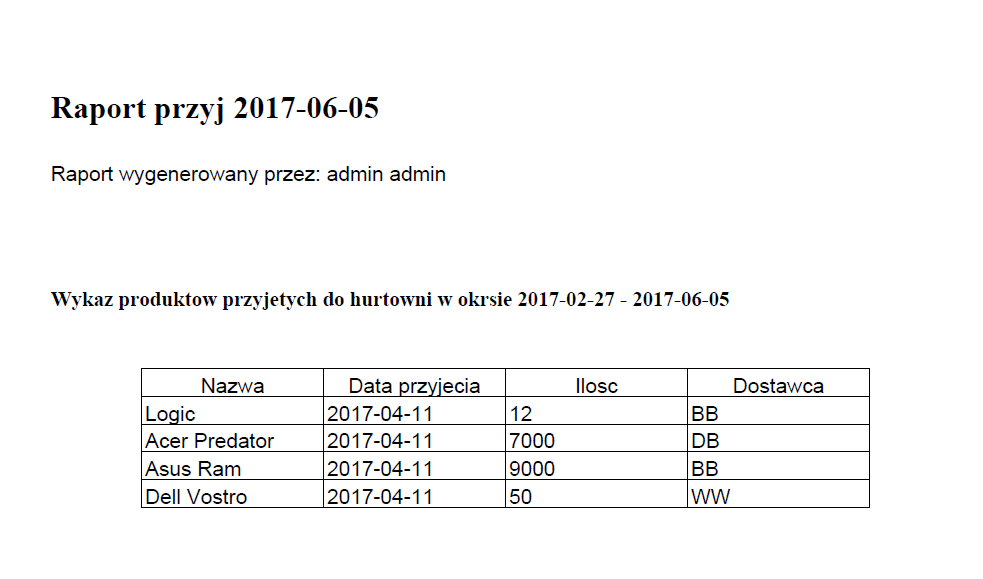 Raport przyj 2017-06-05
Raport wygenerowany przez: admin admin
Wykaz produktow przyjetych do hurtowni w okrsie 2017-02-27 - 2017-06-05
Nazwa Data przyjecia Ilosc Dostawca
Logic 2017-04-11 12 BB
Acer Predator 2017-04-11 7000 DB
Asus Ram 2017-04-11 9000 BB
Dell Vostro 2017-04-11 50 WW